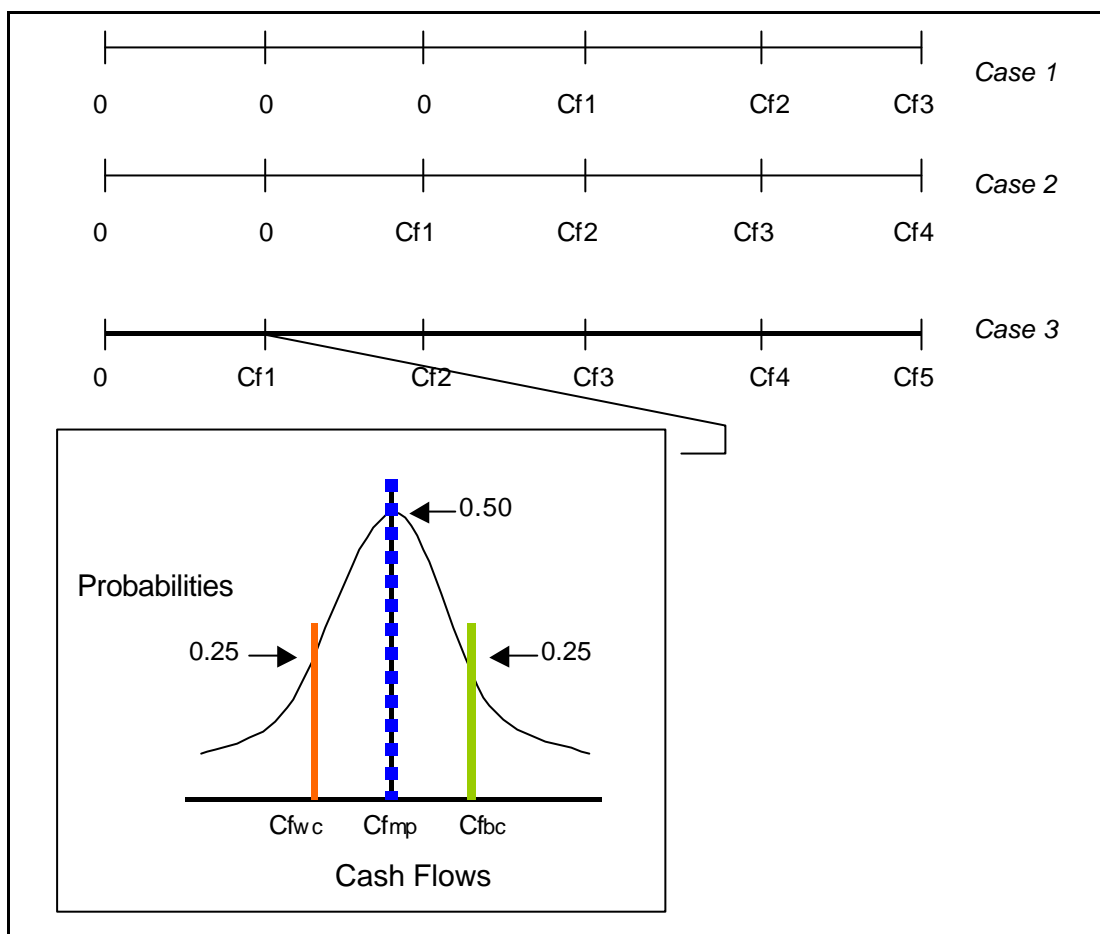 Case 1
0 0 0 Cf1 Cf2 Cf3
Case 2
0 0 Cf1 Cf2 Cf3 Cf4
Case 3
0 Cf1 Cf2 Cf3 Cf4 Cf5
0.50
Probabilities
0.25 0.25
Cfwc Cfmp Cfbc
Cash Flows